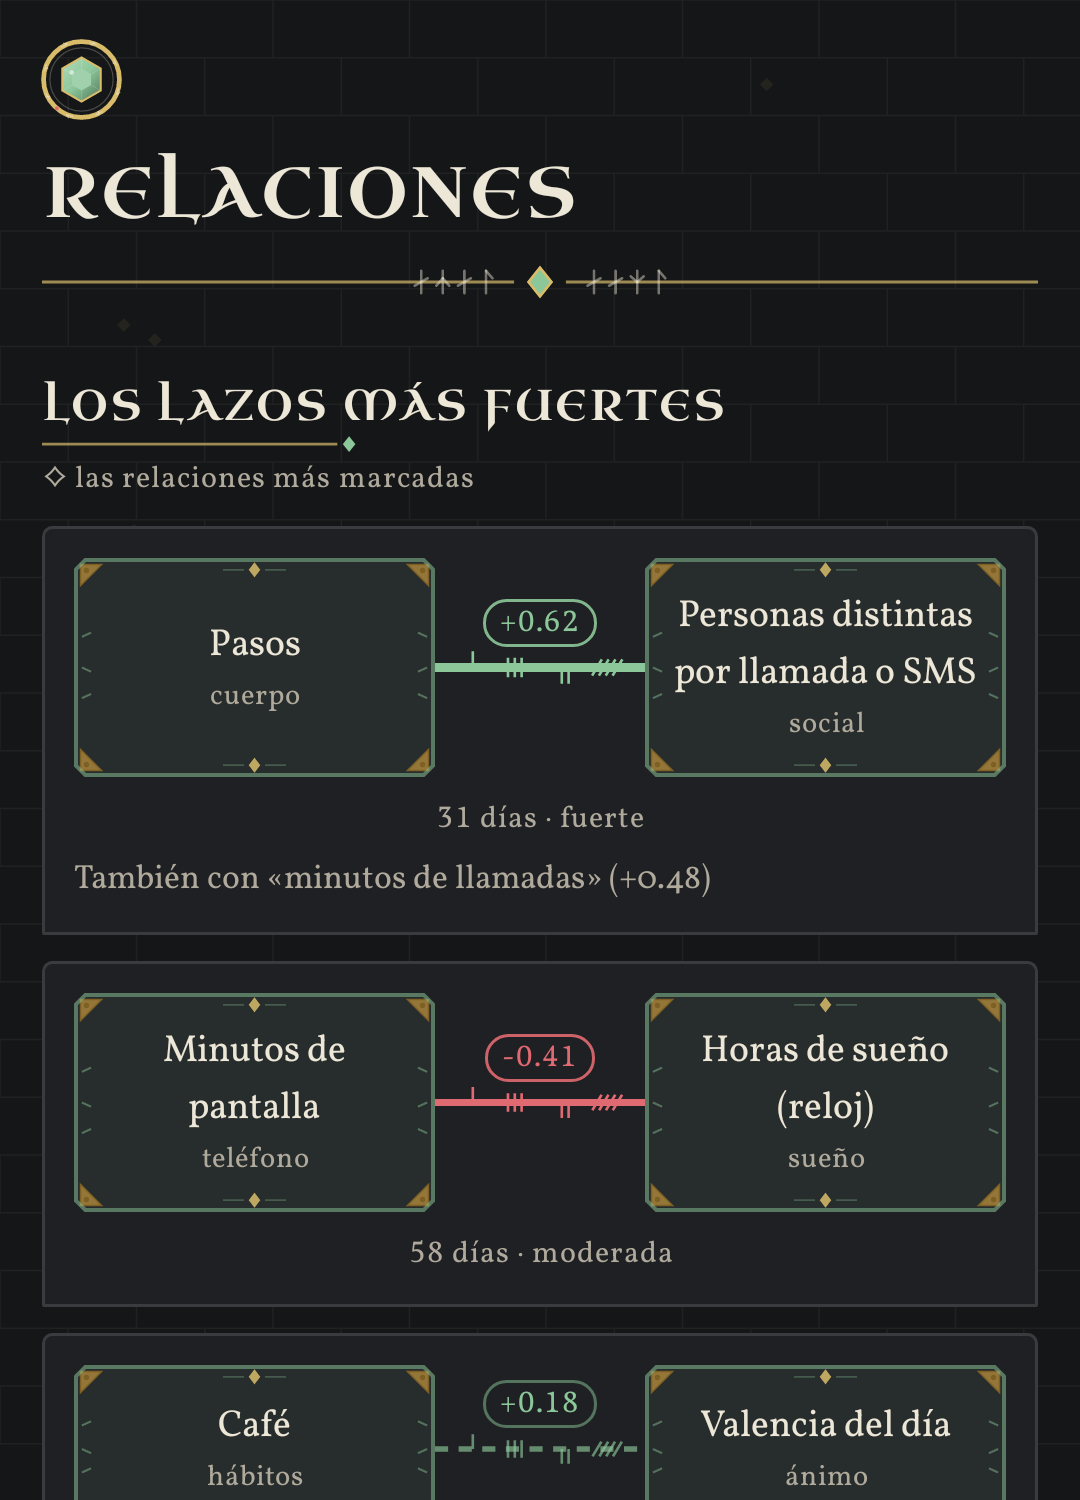 RELACIONES
LOS LAZOS MÁS FUERTES
las relaciones más marcadas
Pasos
cuerpo
+0.62
Personas distintas
por llamada o SMS
social
31 días · fuerte
También con «minutos de llamadas» (+0.48)
Minutos de
pantalla
teléfono
-0.41
Horas de sueño
(reloj)
sueño
58 días · moderada
Café
hábitos
+0.18
Valencia del día
ánimo